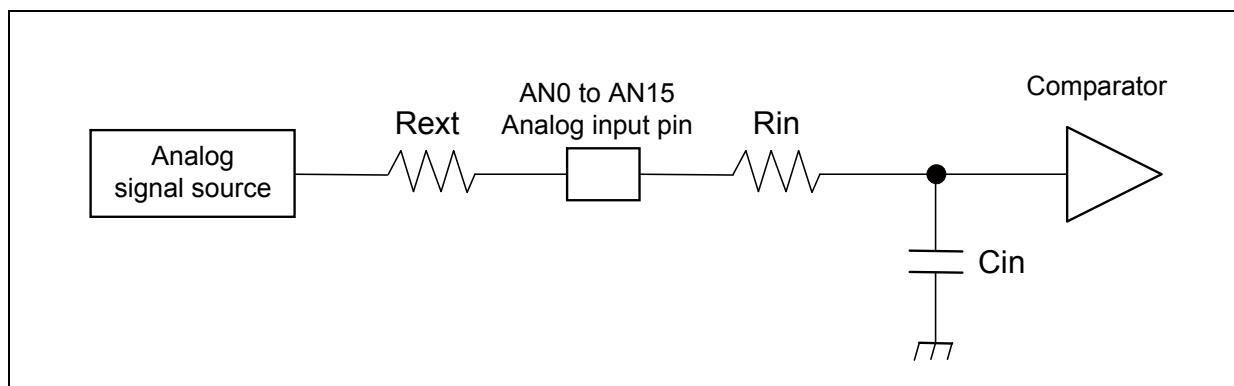 Analog
signal source
Rext
AN0 to AN15
Analog input pin
Rin
Comparator
Cin